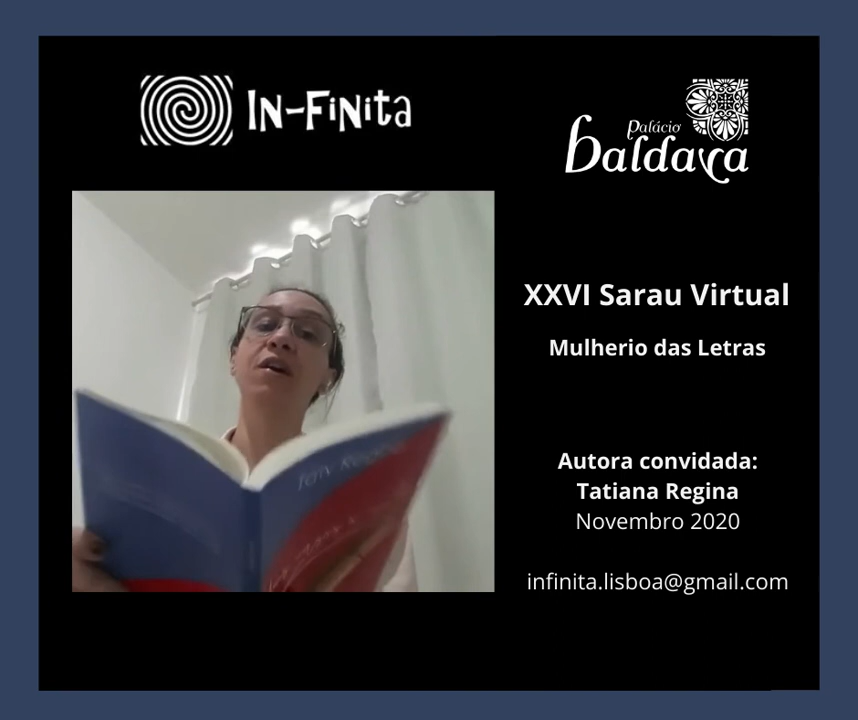 In-Finita
Palácio
baldaya
XXVI Sarau Virtual
Mulherio das Letras
Autora convidada:
Tatiana Regina
Novembro 2020
infinita.lisboa@gmail.com